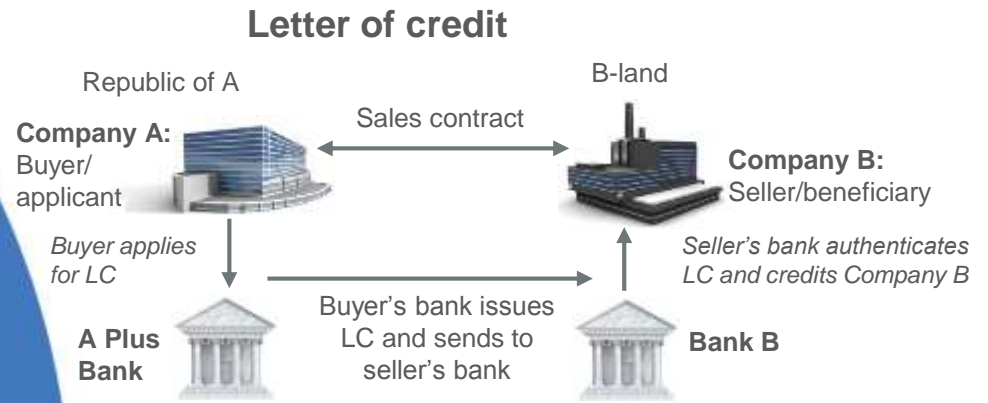 Letter of credit
Republic of A
B-land
Company A:
Buyer/
applicant
Sales contract
Company B:
Seller/beneficiary
Buyer applies
for LC
Buyer’s bank issues
LC and sends to
seller’s bank
Seller’s bank authenticates
LC and credits Company B
A Plus
Bank
Bank B